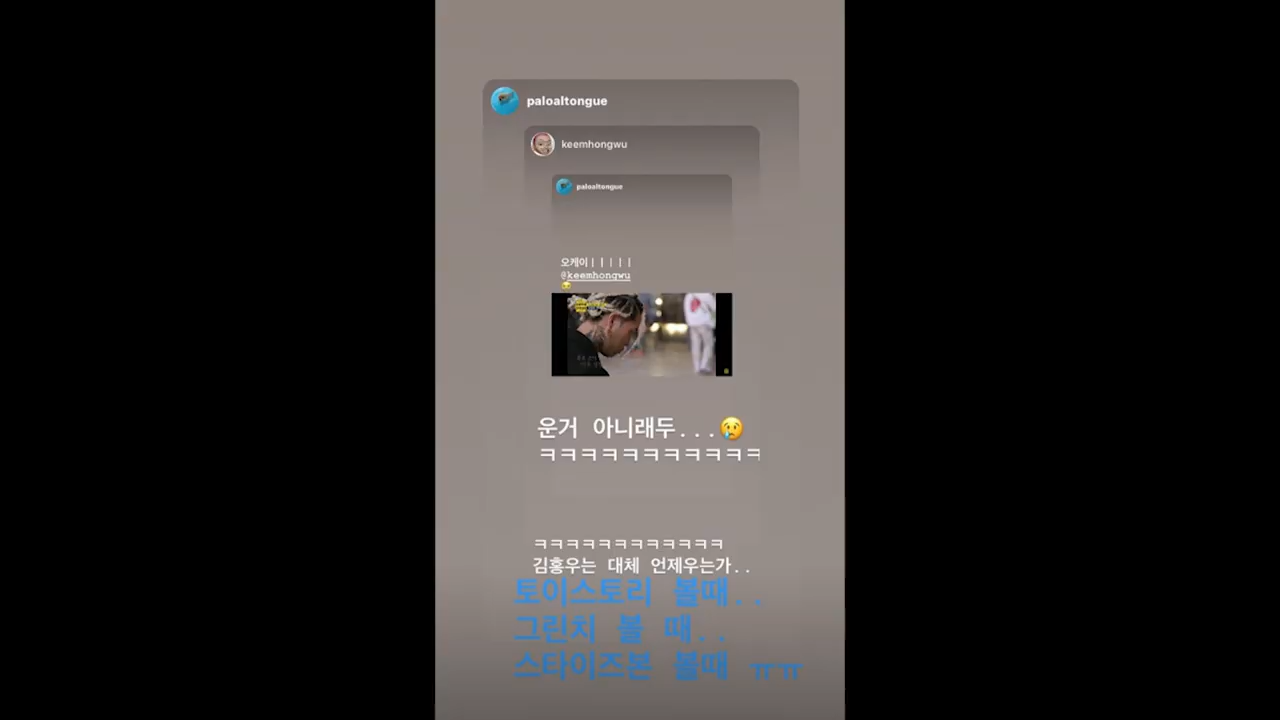 paloaltongue
keemhongwu
paloaltongue
오케이ㅣㅣㅣㅣㅣ
@keemhongwu
😏
운거 아니래두...😢
ㅋㅋㅋㅋㅋㅋㅋㅋㅋㅋㅋ
ㅋㅋㅋㅋㅋㅋㅋㅋㅋㅋㅋㅋ
김홍우는 대체 언제우는가..
토이스토리 볼때..
그린치 볼 때..
스타이즈본 볼때 ㅠㅠ